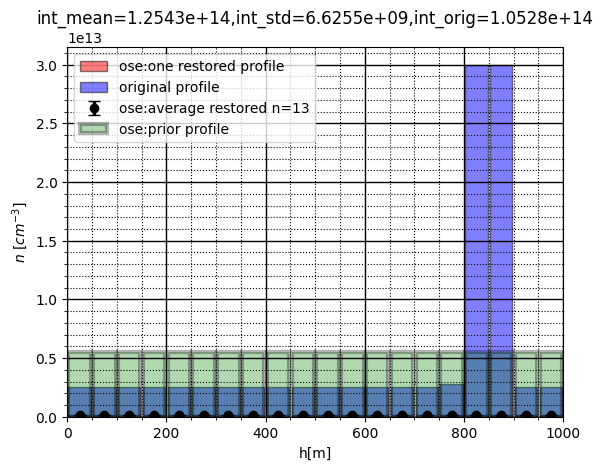 int_mean=1.2543e+14,int_std=6.6255e+09,int_orig=1.0528e+14
1e13
3.0
2.5
2.0
1.5
1.0
0.5
0.0
n [cm⁻³]
ose:one restored profile
original profile
ose:average restored n=13
ose:prior profile
0 200 400 600 800 1000
h[m]